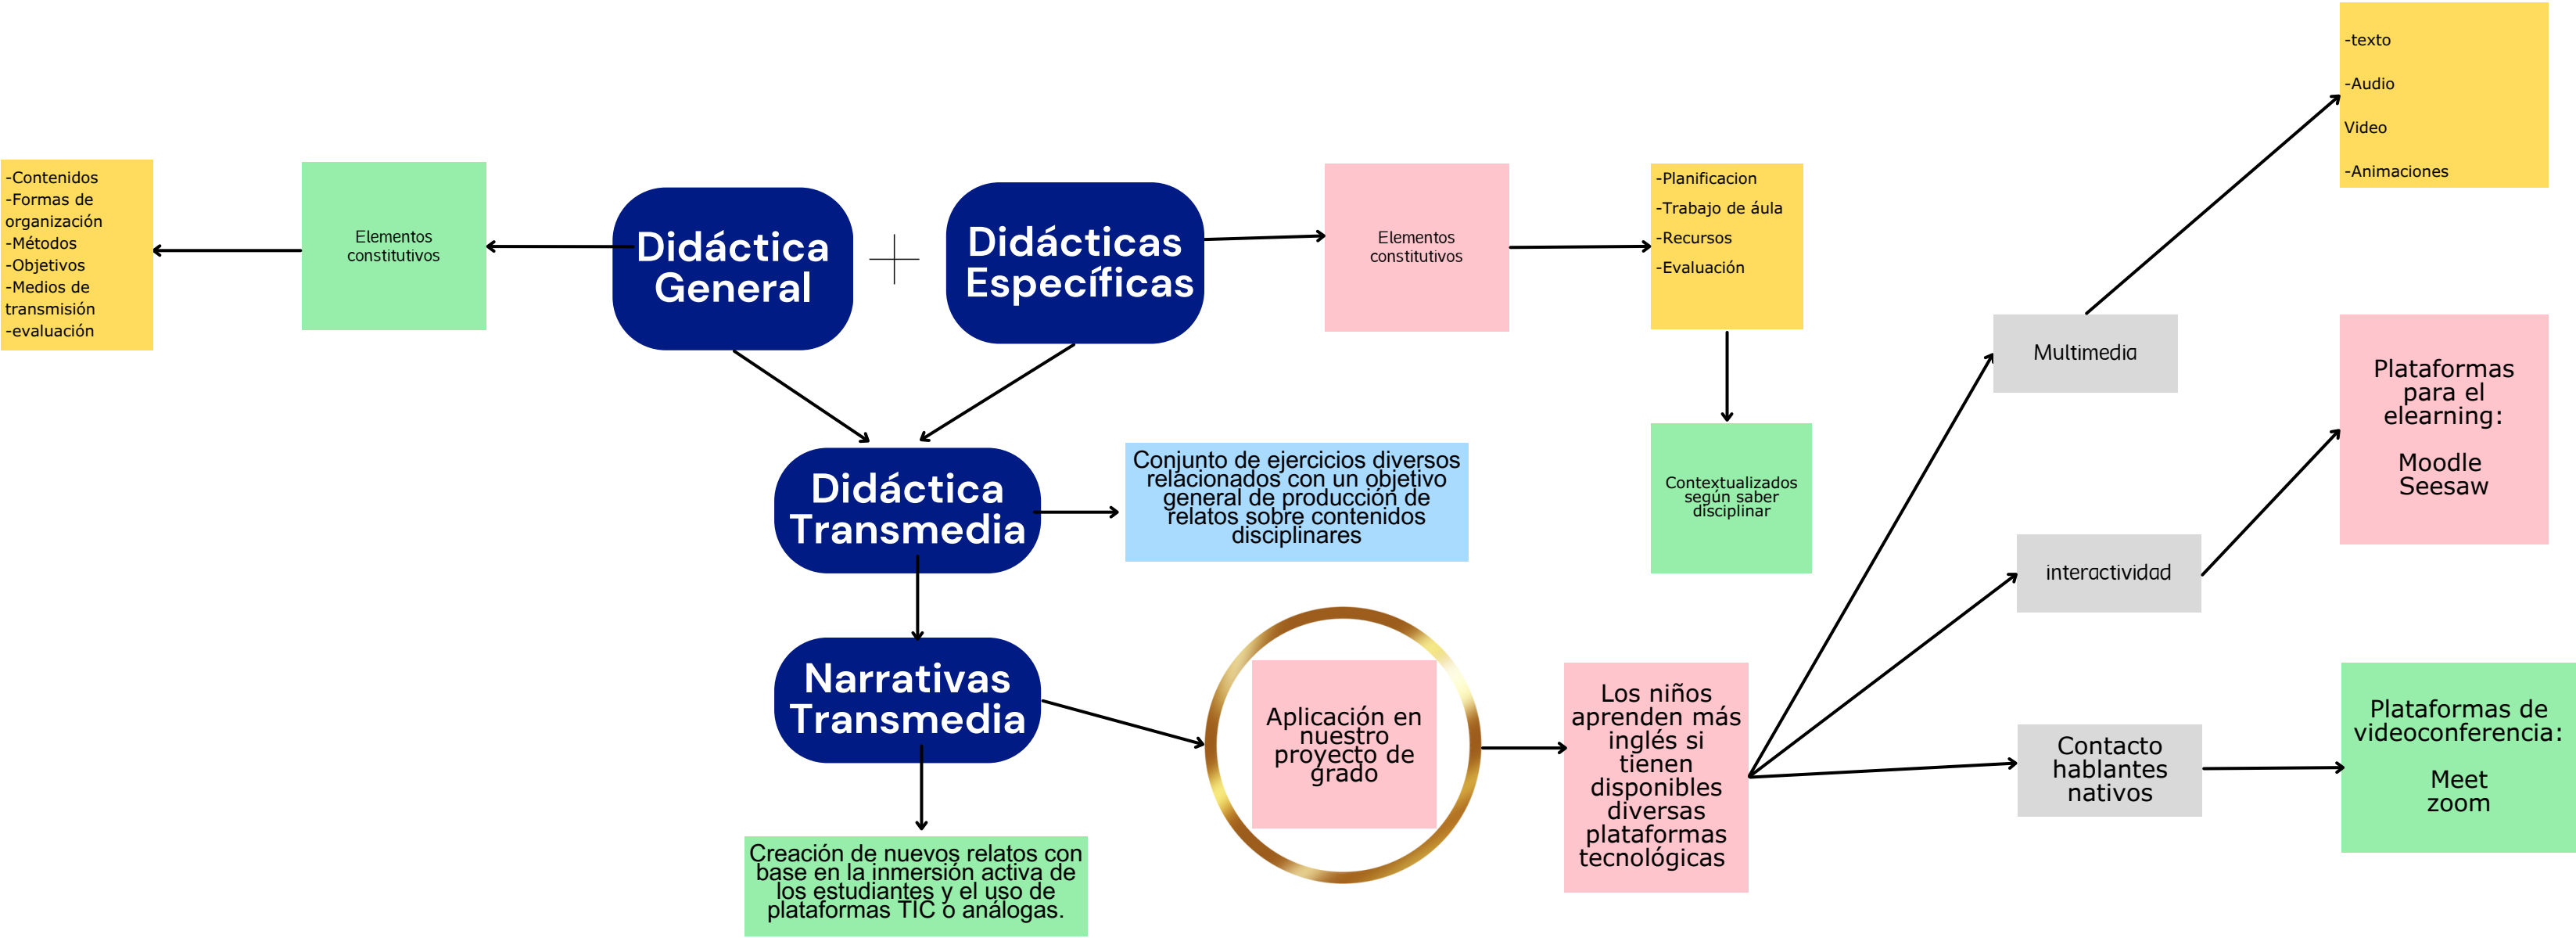 -Contenidos
-Formas de
organización
-Métodos
-Objetivos
-Medios de
transmisión
-evaluación
Elementos
constitutivos
Didáctica
General
Didácticas
Específicas
Elementos
constitutivos
-Planificacion
-Trabajo de áula
-Recursos
-Evaluación
Contextualizados
según saber
disciplinar
Didáctica
Transmedia
Conjunto de ejercicios diversos
relacionados con un objetivo
general de producción de
relatos sobre contenidos
disciplinares
Narrativas
Transmedia
Creación de nuevos relatos con
base en la inmersión activa de
los estudiantes y el uso de
plataformas TIC o análogas.
Aplicación en
nuestro
proyecto de
grado
Los niños
aprenden más
inglés si
tienen
disponibles
diversas
plataformas
tecnológicas
Multimedia
-texto
-Audio
Video
-Animaciones
interactividad
Plataformas
para el
elearning:
Moodle
Seesaw
Contacto
hablantes
nativos
Plataformas de
videoconferencia:
Meet
zoom